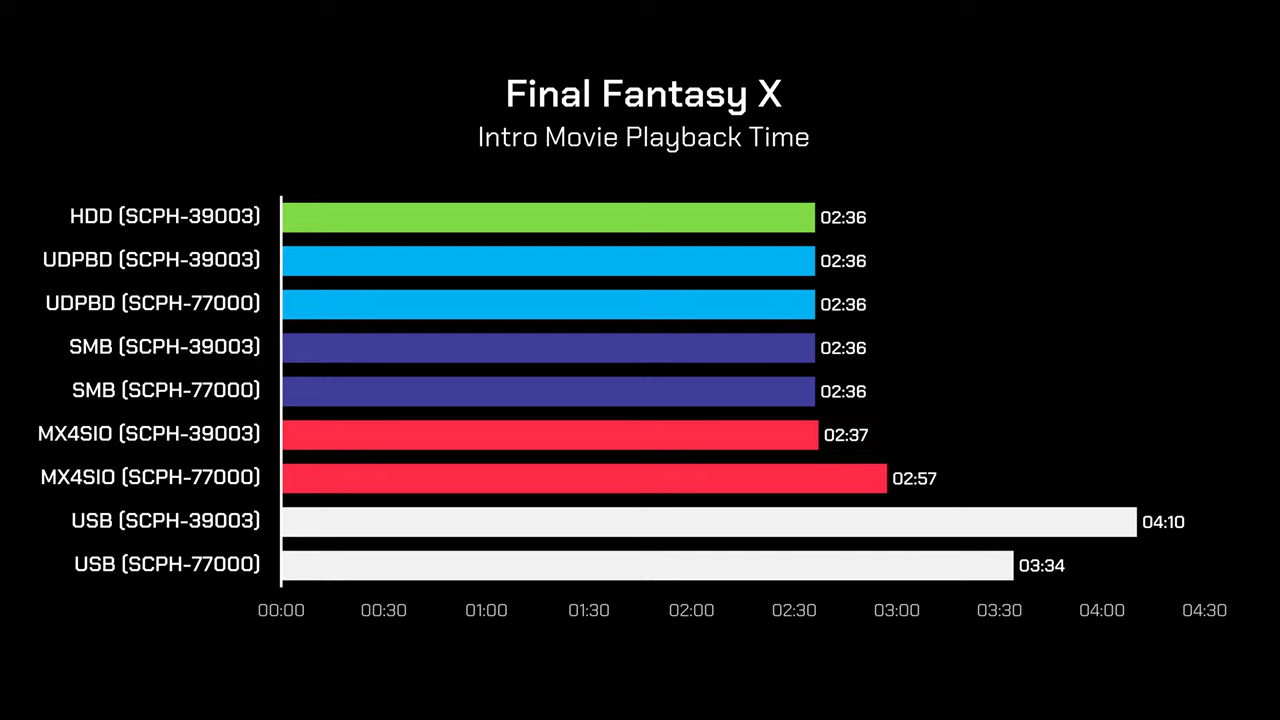 Final Fantasy X
Intro Movie Playback Time
HDD (SCPH-39003) 02:36
UDPBD (SCPH-39003) 02:36
UDPBD (SCPH-77000) 02:36
SMB (SCPH-39003) 02:36
SMB (SCPH-77000) 02:36
MX4SIO (SCPH-39003) 02:37
MX4SIO (SCPH-77000) 02:57
USB (SCPH-39003) 04:10
USB (SCPH-77000) 03:34
00:00 00:30 01:00 01:30 02:00 02:30 03:00 03:30 04:00 04:30